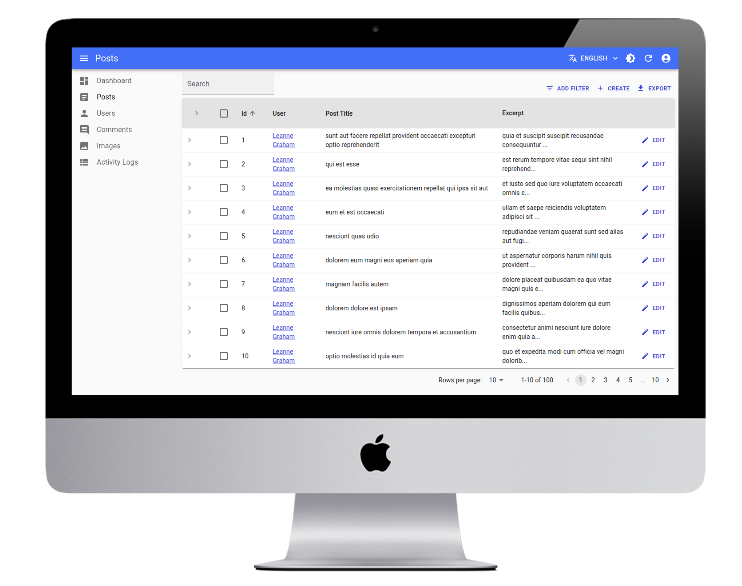 Posts
ENGLISH
Dashboard
Posts
Users
Comments
Images
Activity Logs
Search
ADD FILTER
CREATE
EXPORT
Id User Post Title Excerpt
1 Leanne Graham sunt aut facere repellat provident occaecati excepturi optio reprehenderit quia et suscipit suscipit recusandae consequuntur ... EDIT
2 Leanne Graham qui est esse est rerum tempore vitae sequi sint nihil reprehend... EDIT
3 Leanne Graham ea molestias quasi exercitationem repellat qui ipsa sit aut et iusto sed quo iure voluptatem occaecati omnis e... EDIT
4 Leanne Graham eum et est occaecati ullam et saepe reiciendis voluptatem adipisci sit ... EDIT
5 Leanne Graham nesciunt quas odio repudiandae veniam quaerat sunt sed alias aut fugi... EDIT
6 Leanne Graham dolorem eum magni eos aperiam quia ut aspernatur corporis harum nihil quis provident ... EDIT
7 Leanne Graham magnam facilis autem dolore placeat quibusdam ea quo vitae magni quis e... EDIT
8 Leanne Graham dolorem dolore est ipsam dignissimos aperiam dolorem qui eum facilis quibus... EDIT
9 Leanne Graham nesciunt iure omnis dolorem tempora et accusantium consectetur animi nesciunt iure dolore enim quia a... EDIT
10 Leanne Graham optio molestias id quia eum quo et expedita modi cum officia vel magni dolorib... EDIT
Rows per page: 10 1-10 of 100 1 2 3 4 5 ... 10